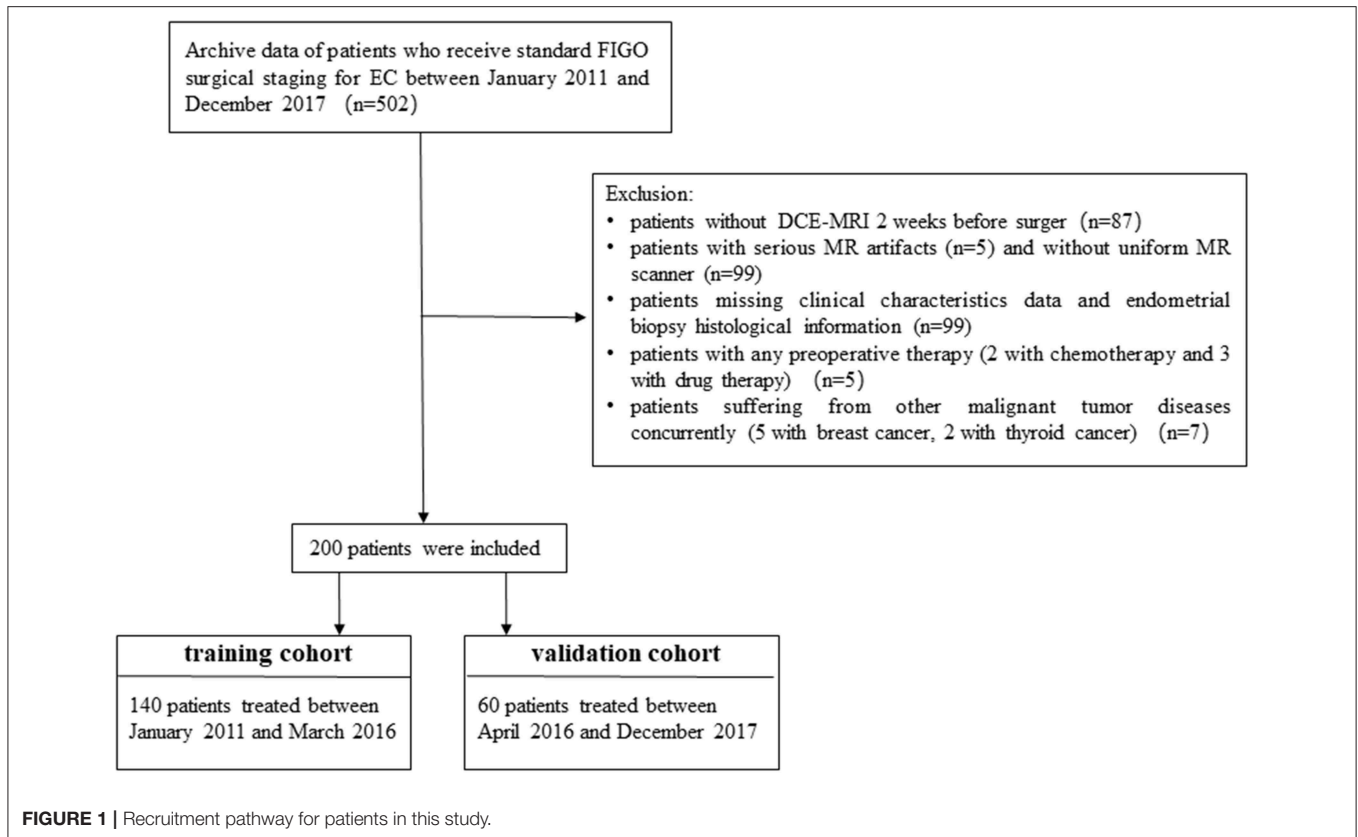 Archive data of patients who receive standard FIGO
surgical staging for EC between January 2011 and
December 2017 (n=502)
Exclusion:
• patients without DCE-MRI 2 weeks before surger (n=87)
• patients with serious MR artifacts (n=5) and without uniform MR
scanner (n=99)
• patients missing clinical characteristics data and endometrial
biopsy histological information (n=99)
• patients with any preoperative therapy (2 with chemotherapy and 3
with drug therapy) (n=5)
• patients suffering from other malignant tumor diseases
concurrently (5 with breast cancer, 2 with thyroid cancer) (n=7)
200 patients were included
training cohort
140 patients treated between
January 2011 and March 2016
validation cohort
60 patients treated between
April 2016 and December 2017
FIGURE 1 | Recruitment pathway for patients in this study.